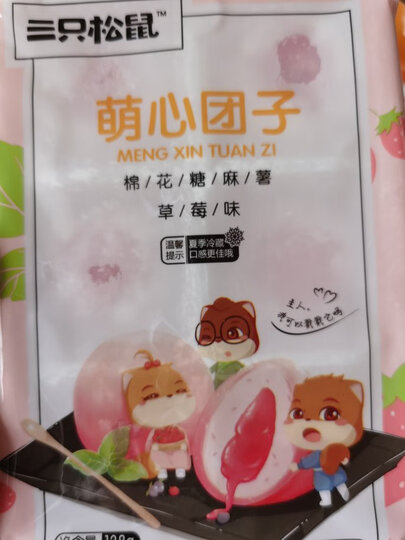 三只松鼠™
萌心团子
MENG XIN TUAN ZI
棉/花/糖/麻/薯
草/莓/味
温馨提示
夏季冷藏
口感更佳哦
主人,